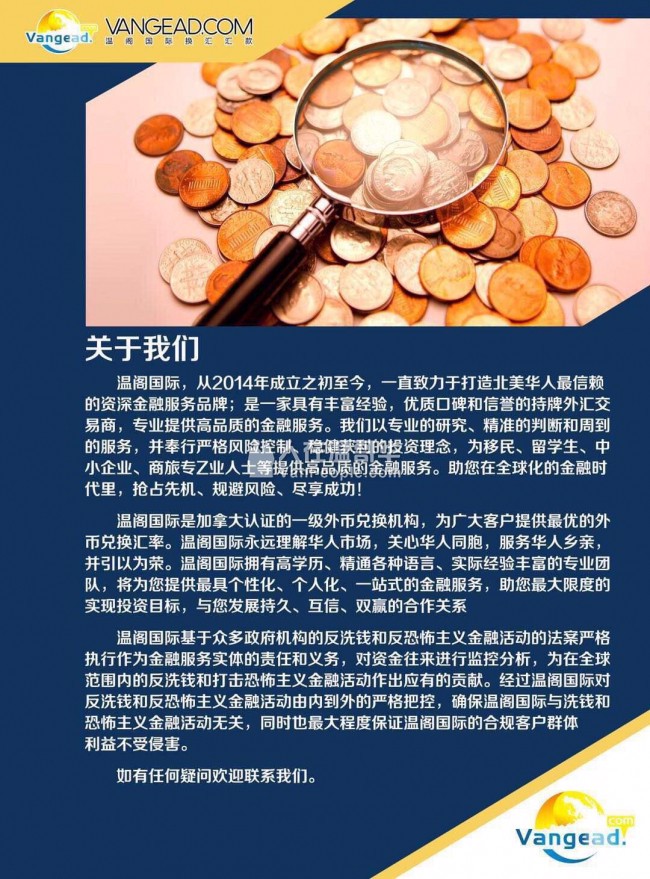 Vangead.
VANGEAD.COM
温阁国际换汇汇款
关于我们
温阁国际，从2014年成立之初至今，一直致力于打造北美华人最信赖
的资深金融服务品牌；是一家具有丰富经验，优质口碑和信誉的持牌外汇交
易商，专业提供高品质的金融服务。我们以专业的研究、精准的判断和周到
的服务，并奉行严格风险控制、稳健获利的投资理念，为移民、留学生、中
小企业、商旅专乙业人士等提供高品质的金融服务。助您在全球化的金融时
代里，抢占先机、规避风险、尽享成功！
人在温哥华
VanPeople.com
温阁国际是加拿大认证的一级外币兑换机构，为广大客户提供最优的外
币兑换汇率。温阁国际永远理解华人市场，关心华人同胞，服务华人乡亲，
并引以为荣。温阁国际拥有高学历、精通各种语言、实际经验丰富的专业团
队，将为您提供最具个性化、个人化、一站式的金融服务，助您最大限度的
实现投资目标，与您发展持久、互信、双赢的合作关系
温阁国际基于众多政府机构的反洗钱和反恐怖主义金融活动的法案严格
执行作为金融服务实体的责任和义务，对资金往来进行监控分析，为在全球
范围内的反洗钱和打击恐怖主义金融活动作出应有的贡献。经过温阁国际对
反洗钱和反恐怖主义金融活动由内到外的严格把控，确保温阁国际与洗钱和
恐怖主义金融活动无关，同时也最大程度保证温阁国际的合规客户群体
利益不受侵害。
如有任何疑问欢迎联系我们。
.com
Vangead.